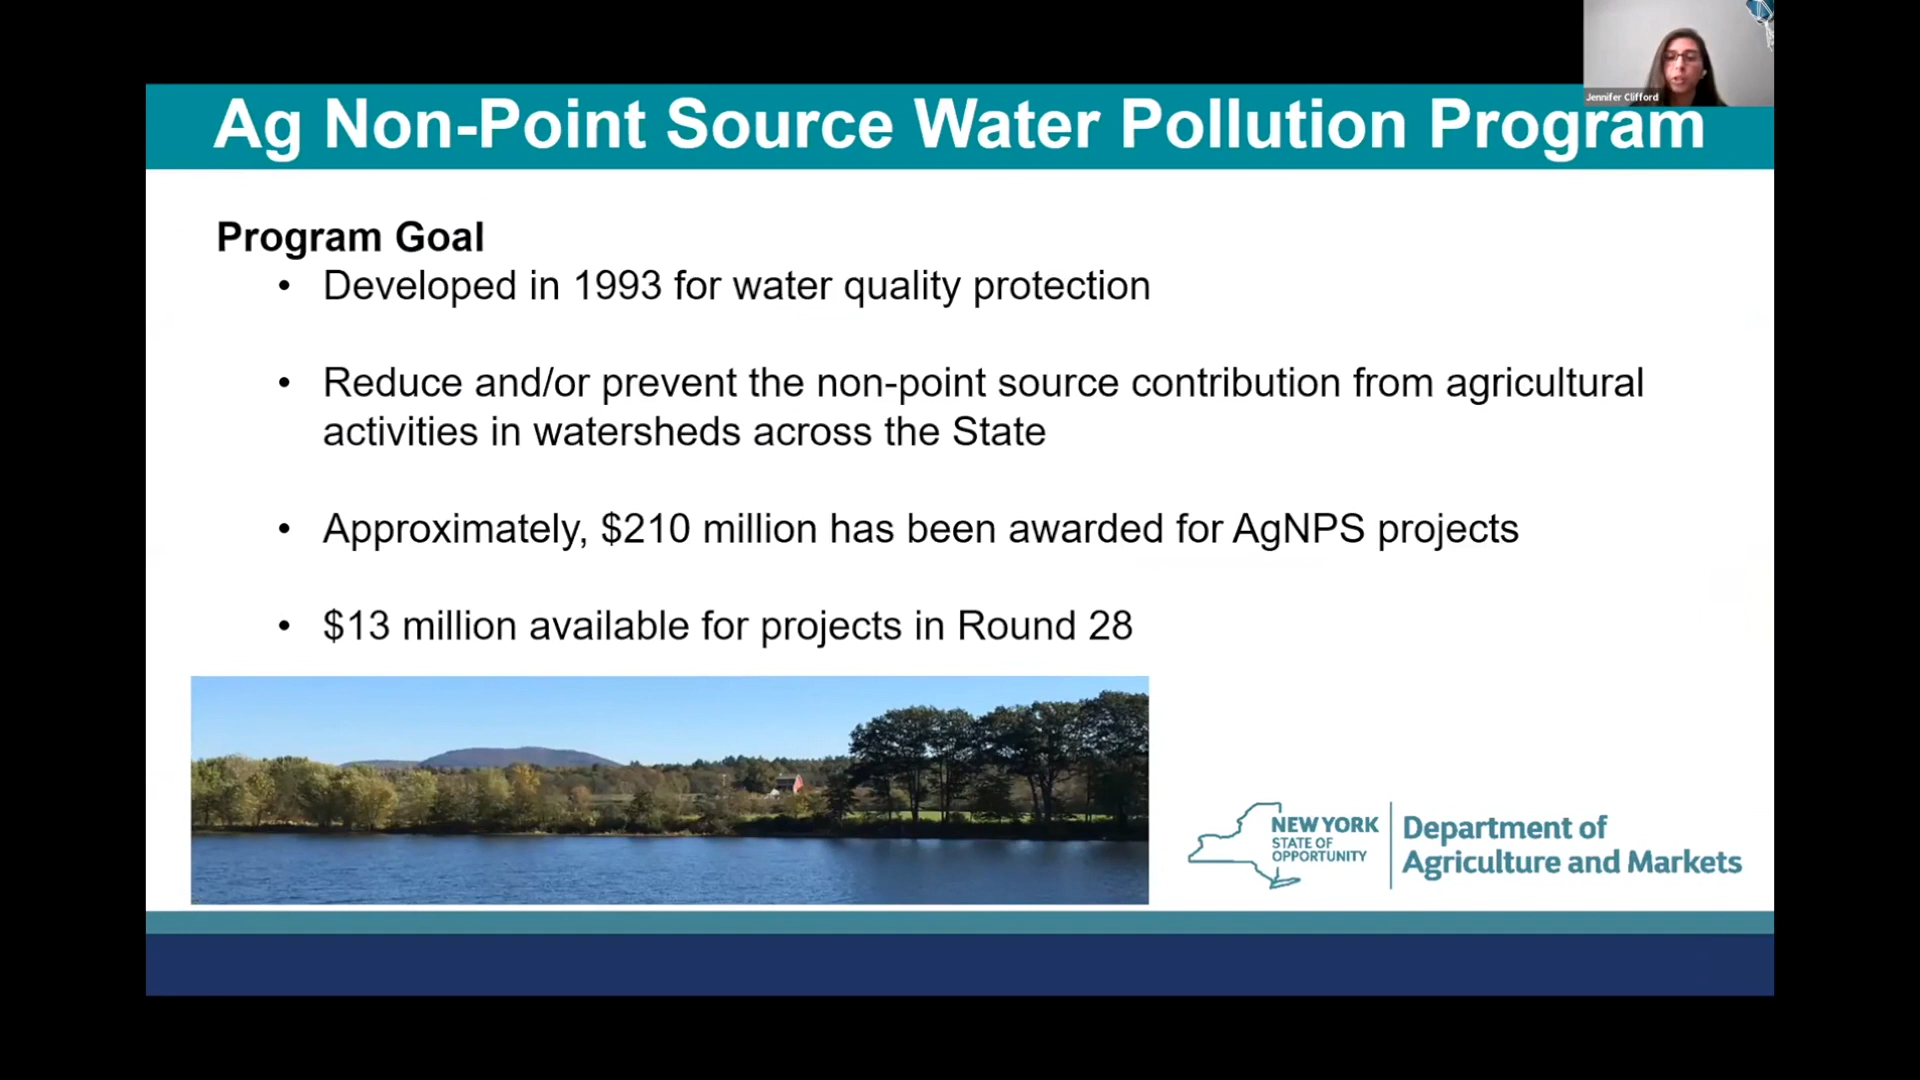 Jennifer Clifford
Ag Non-Point Source Water Pollution Program
Program Goal
• Developed in 1993 for water quality protection
• Reduce and/or prevent the non-point source contribution from agricultural
activities in watersheds across the State
• Approximately, $210 million has been awarded for AgNPS projects
• $13 million available for projects in Round 28
NEW YORK
STATE OF
OPPORTUNITY
Department of
Agriculture and Markets